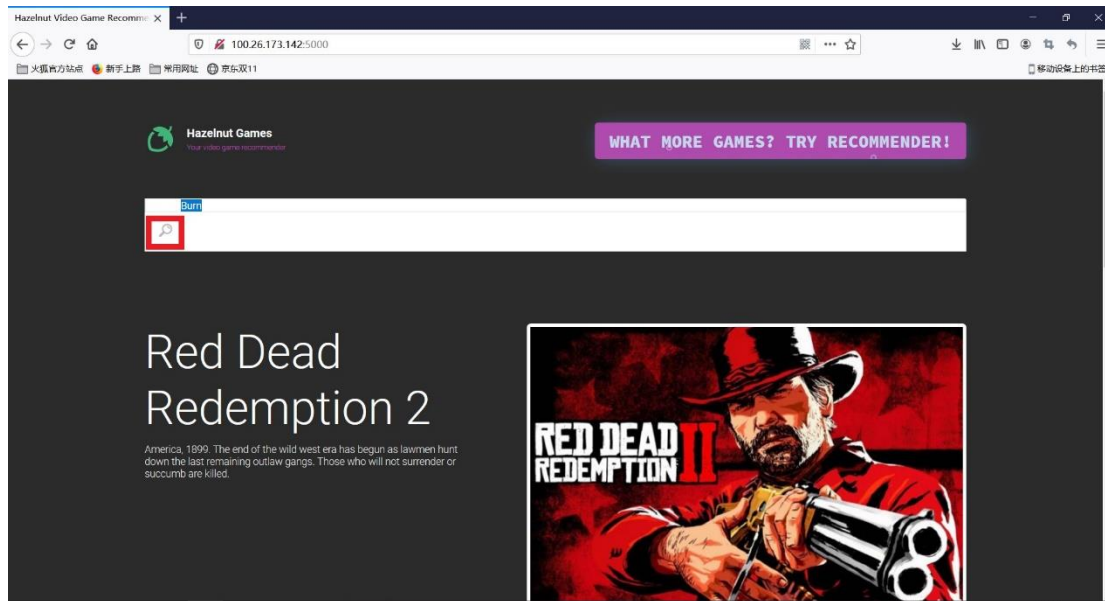 Hazelnut Video Game Recomme
100.26.173.142:5000
火狐官方站点 新手上路 常用网址 京东双11 移动设备上的书签
Hazelnut Games
Your video game recommender
WHAT MORE GAMES? TRY RECOMMENDER!
Burn
Red Dead
Redemption 2
America, 1899. The end of the wild west era has begun as lawmen hunt
down the last remaining outlaw gangs. Those who will not surrender or
succumb are killed.
RED DEAD
REDEMPTION II